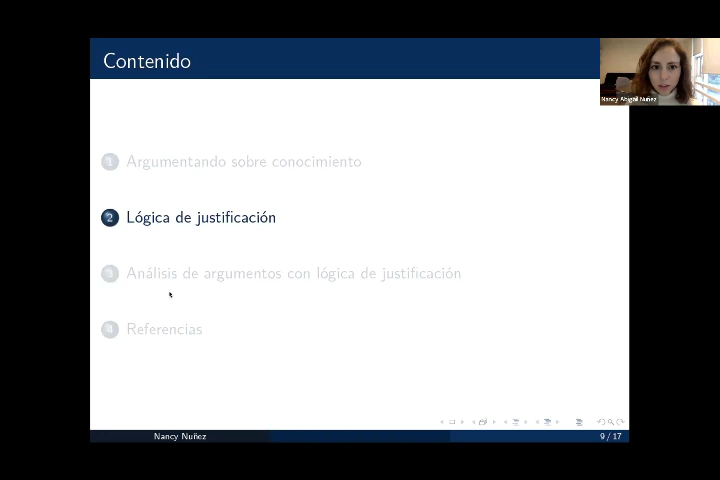 Contenido
Nancy Abigail Nuñez
1 Argumentando sobre conocimiento
2 Lógica de justificación
3 Análisis de argumentos con lógica de justificación
4 Referencias
Nancy Nuñez
9 / 17